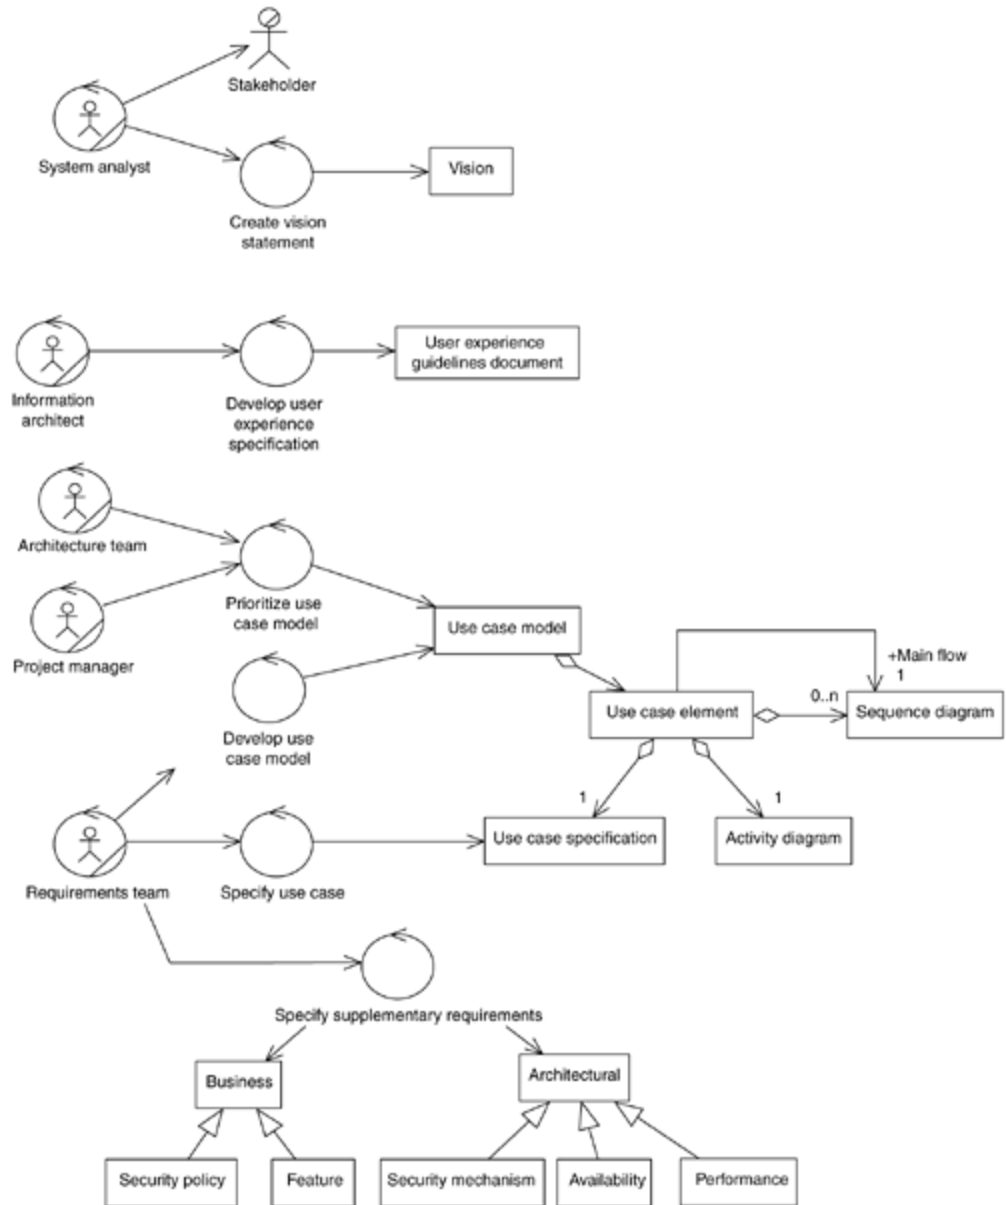 Stakeholder
System analyst
Vision
Create vision
statement
User experience
guidelines document
Information
architect
Develop user
experience
specification
Architecture team
Prioritize use
case model
Project manager
Use case model
+Main flow
1
0..n
Use case element
Sequence diagram
Develop use
case model
1
1
Use case specification
Activity diagram
Requirements team
Specify use case
Specify supplementary requirements
Business
Architectural
Security policy
Feature
Security mechanism
Availability
Performance